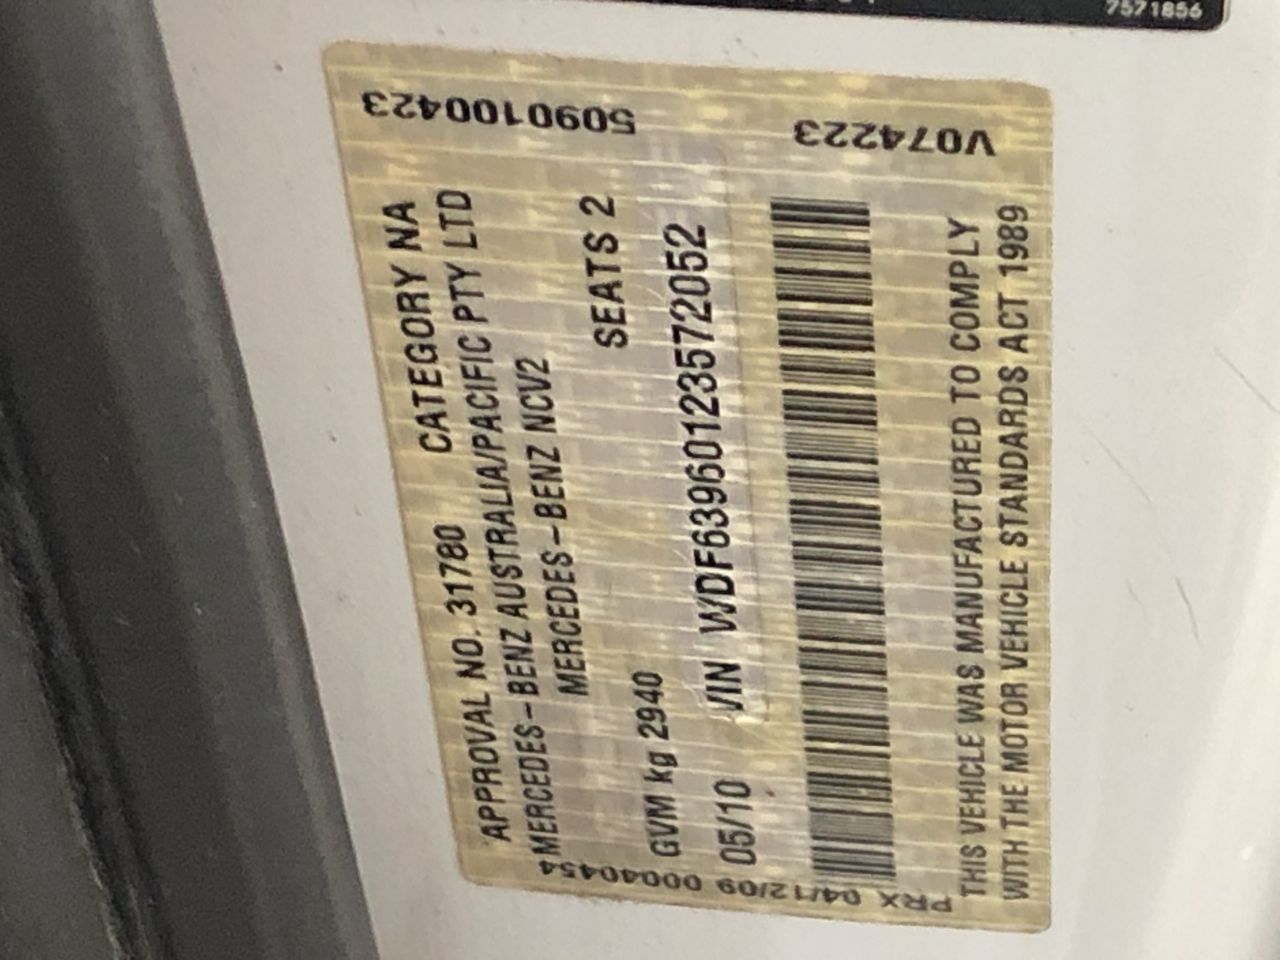 7571856
5090100423
V074223
APPROVAL NO. 31780 CATEGORY NA
MERCEDES-BENZ AUSTRALIA/PACIFIC PTY LTD
MERCEDES-BENZ NCV2
SEATS 2
GVM kg 2940
05/10 VIN WDF63960123572052
THIS VEHICLE WAS MANUFACTURED TO COMPLY
WITH THE MOTOR VEHICLE STANDARDS ACT 1989
PRX 04/12/09 00040454